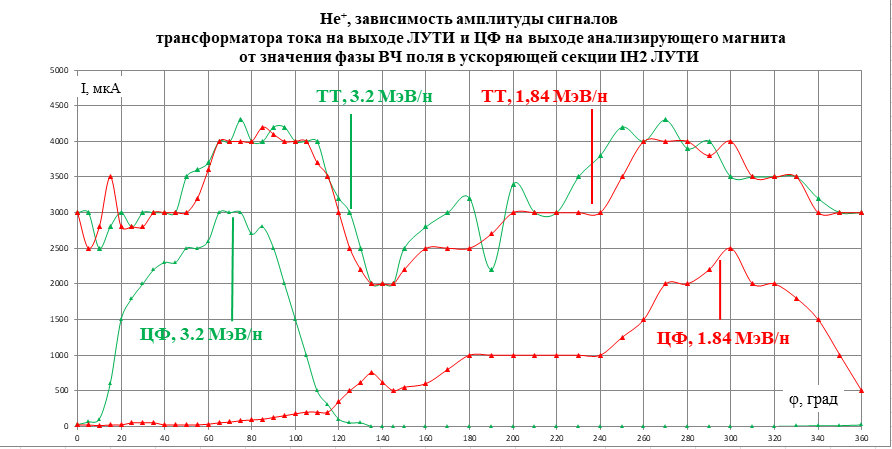 He⁺, зависимость амплитуды сигналов
трансформатора тока на выходе ЛУТИ и ЦФ на выходе анализирующего магнита
от значения фазы ВЧ поля в ускоряющей секции IH2 ЛУТИ
5000
I, мкА
ТТ, 3.2 МэВ/н
ТТ, 1,84 МэВ/н
4500
4000
3500
3000
2500
2000
1500
1000
500
0
ЦФ, 3.2 МэВ/н
ЦФ, 1.84 МэВ/н
φ, град
0 20 40 60 80 100 120 140 160 180 200 220 240 260 280 300 320 340 360